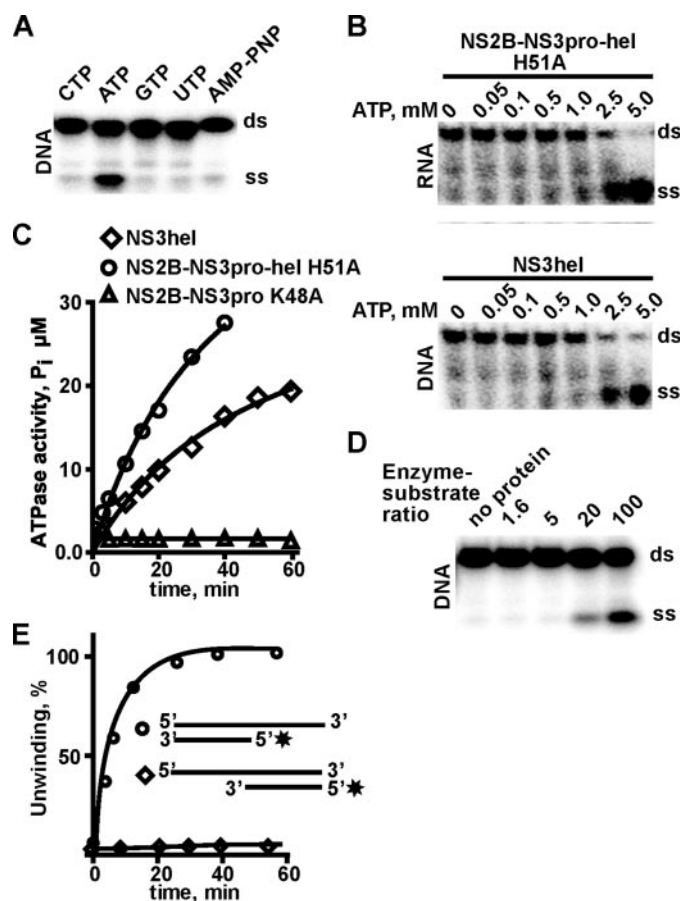 A
CTP
ATP
GTP
UTP
AMP-PNP
DNA
ds
ss
B
NS2B-NS3pro-hel
H51A
ATP, mM
0
0.05
0.1
0.5
1.0
2.5
5.0
RNA
ds
ss
NS3hel
ATP, mM
0
0.05
0.1
0.5
1.0
2.5
5.0
DNA
ds
ss
C
NS3hel
NS2B-NS3pro-hel H51A
NS2B-NS3pro K48A
ATPase activity, Pi µM
30
20
10
0.0
0
20
40
60
time, min
D
Enzyme-
substrate
ratio
no protein
1.6
5
20
100
DNA
ds
ss
E
Unwinding, %
100
50
5’ 3’
3’ 5’
5’ 3’
3’ 5’
0
20
40
60
time, min